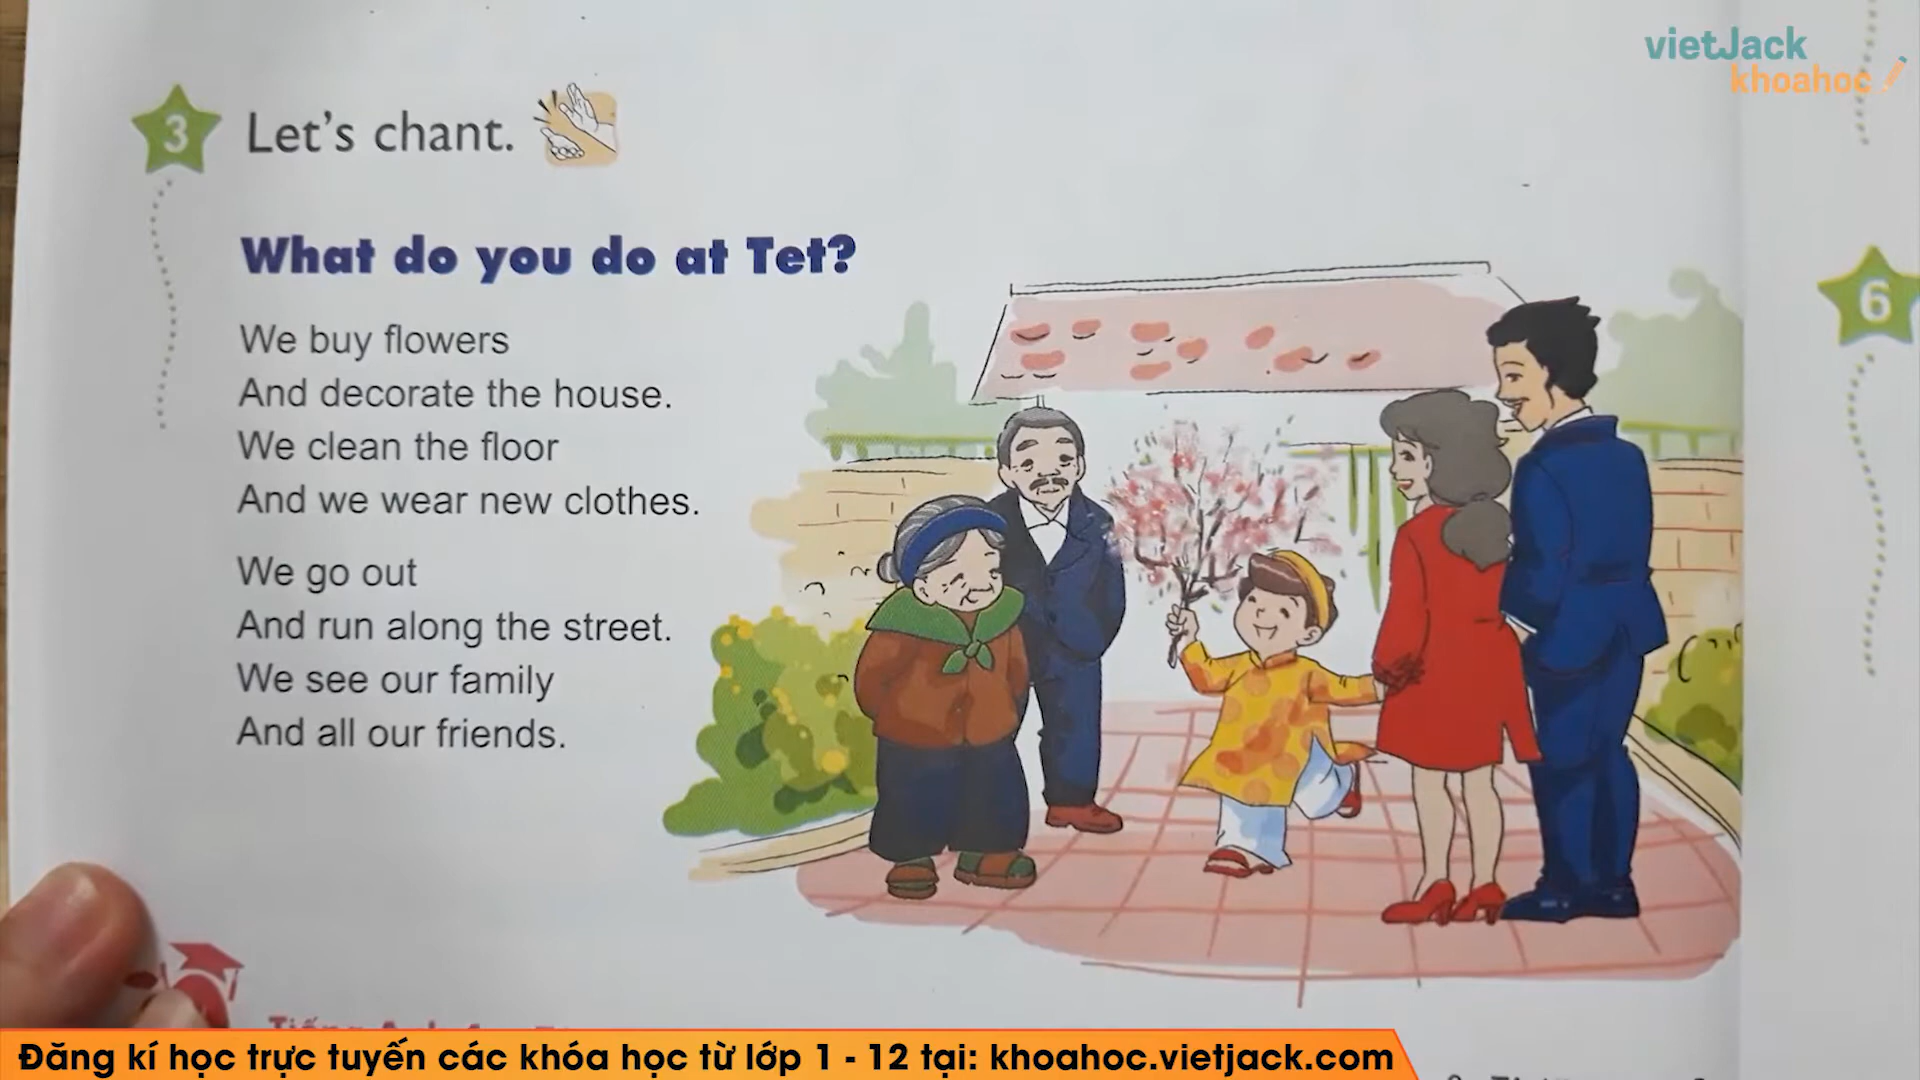 vietJack
khoahoc
3
Let's chant.
What do you do at Tet?
We buy flowers
And decorate the house.
We clean the floor
And we wear new clothes.
We go out
And run along the street.
We see our family
And all our friends.
6
Đăng kí học trực tuyến các khóa học từ lớp 1 - 12 tại: khoahoc.vietjack.com